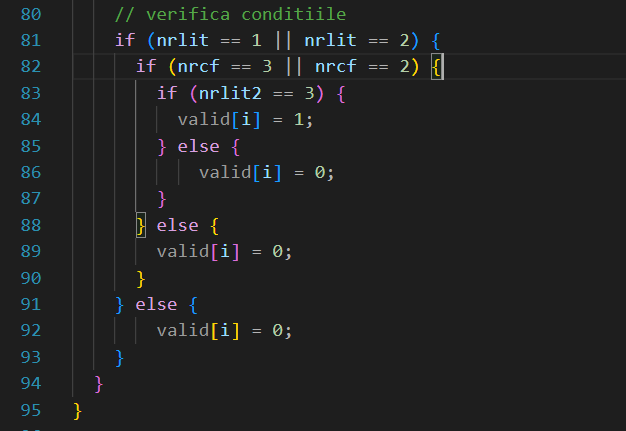 80 // verifica conditiile
81 if (nrlit == 1 || nrlit == 2) {
82 if (nrcf == 3 || nrcf == 2) {
83 if (nrlit2 == 3) {
84 valid[i] = 1;
85 } else {
86 valid[i] = 0;
87 }
88 } else {
89 valid[i] = 0;
90 }
91 } else {
92 valid[i] = 0;
93 }
94 }
95 }